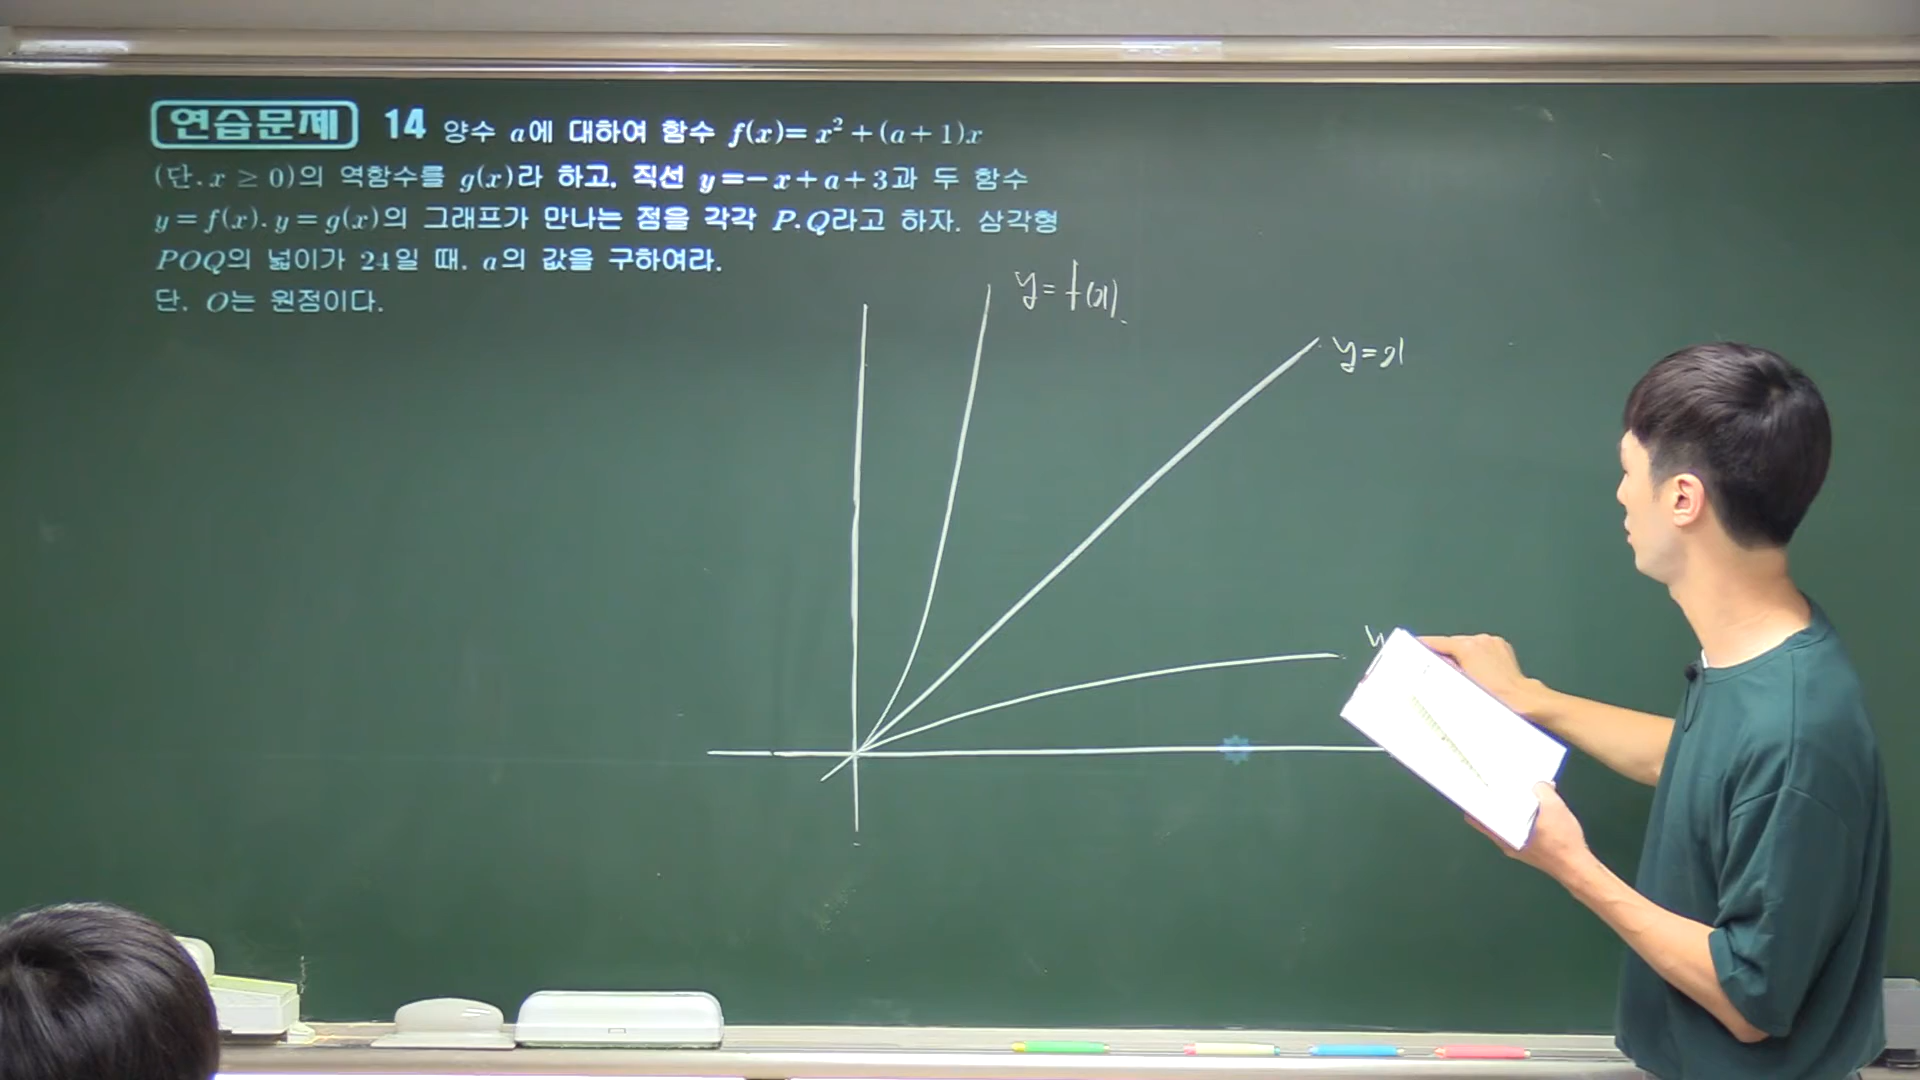 연습문제 14 양수 a에 대하여 함수 f(x)= x² + (a + 1)x
(단, x ≥ 0)의 역함수를 g(x)라 하고, 직선 y = − x + a + 3과 두 함수
y = f(x), y = g(x)의 그래프가 만나는 점을 각각 P, Q라고 하자. 삼각형
POQ의 넓이가 24일 때, a의 값을 구하여라.
단, O는 원점이다.
y = f(x)
y = x
y